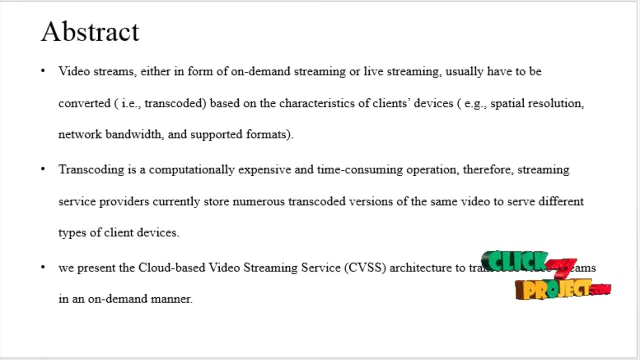 Abstract
• Video streams, either in form of on-demand streaming or live streaming, usually have to be
converted ( i.e., transcoded) based on the characteristics of clients' devices ( e.g., spatial resolution,
network bandwidth, and supported formats).
• Transcoding is a computationally expensive and time-consuming operation, therefore, streaming
service providers currently store numerous transcoded versions of the same video to serve different
types of client devices.
• we present the Cloud-based Video Streaming Service (CVSS) architecture to
in an on-demand manner.
CLICK
PROJECT